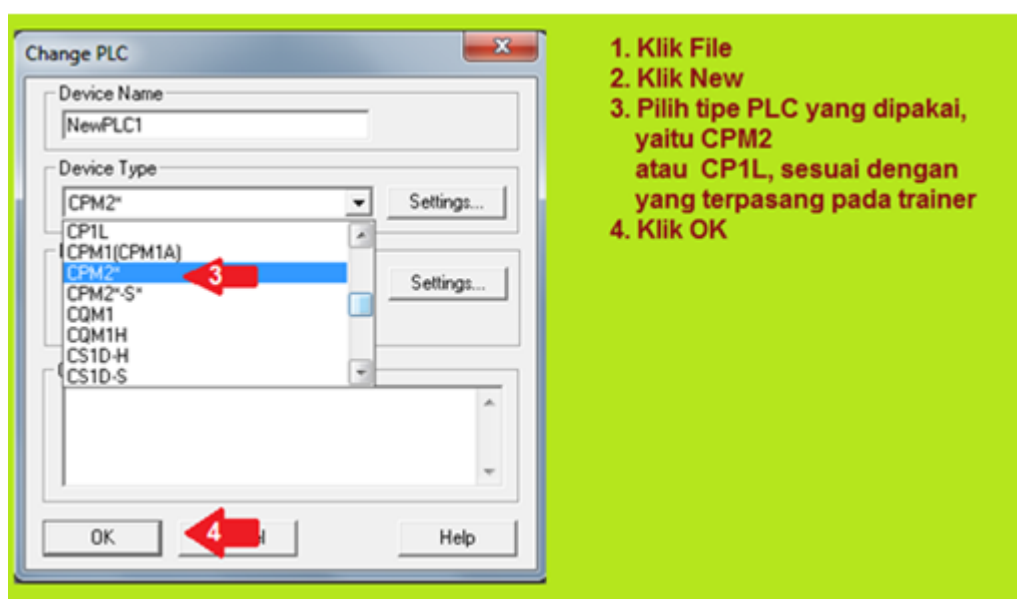 Change PLC
Device Name
NewPLC1
Device Type
CPM2*
Settings...
CP1L
CPM1(CPM1A)
CPM2*
3
CPM2*-S*
CQM1
CQM1H
CS1D-H
CS1D-S
Settings...
OK
4
Help
1. Klik File
2. Klik New
3. Pilih tipe PLC yang dipakai,
yaitu CPM2
atau CP1L, sesuai dengan
yang terpasang pada trainer
4. Klik OK